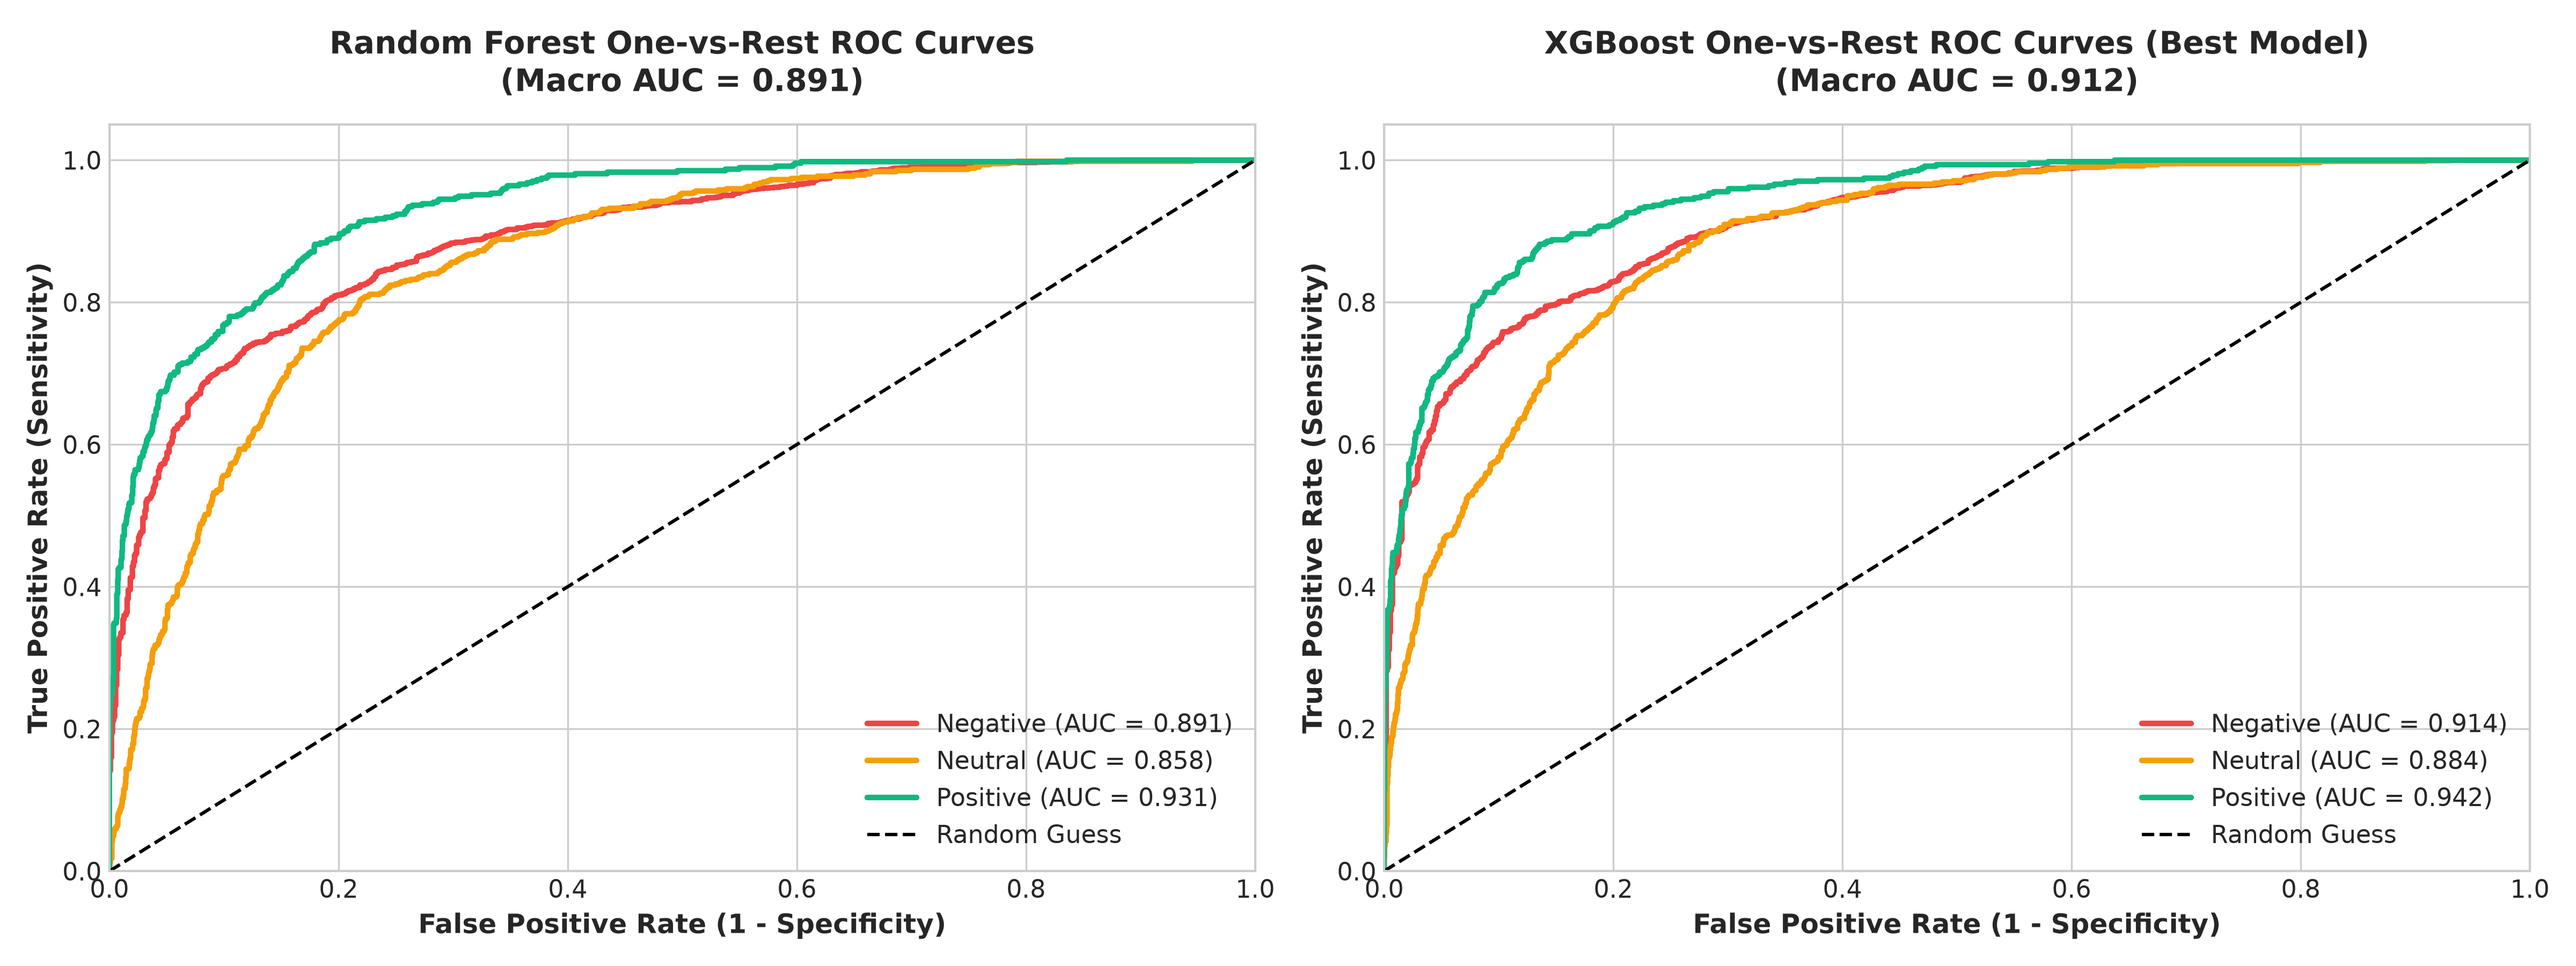 Random Forest One-vs-Rest ROC Curves
(Macro AUC = 0.891)
True Positive Rate (Sensitivity)
1.0
0.8
0.6
0.4
0.2
0.0
0.0 0.2 0.4 0.6 0.8 1.0
False Positive Rate (1 - Specificity)
Negative (AUC = 0.891)
Neutral (AUC = 0.858)
Positive (AUC = 0.931)
Random Guess
XGBoost One-vs-Rest ROC Curves (Best Model)
(Macro AUC = 0.912)
True Positive Rate (Sensitivity)
1.0
0.8
0.6
0.4
0.2
0.0
0.0 0.2 0.4 0.6 0.8 1.0
False Positive Rate (1 - Specificity)
Negative (AUC = 0.914)
Neutral (AUC = 0.884)
Positive (AUC = 0.942)
Random Guess